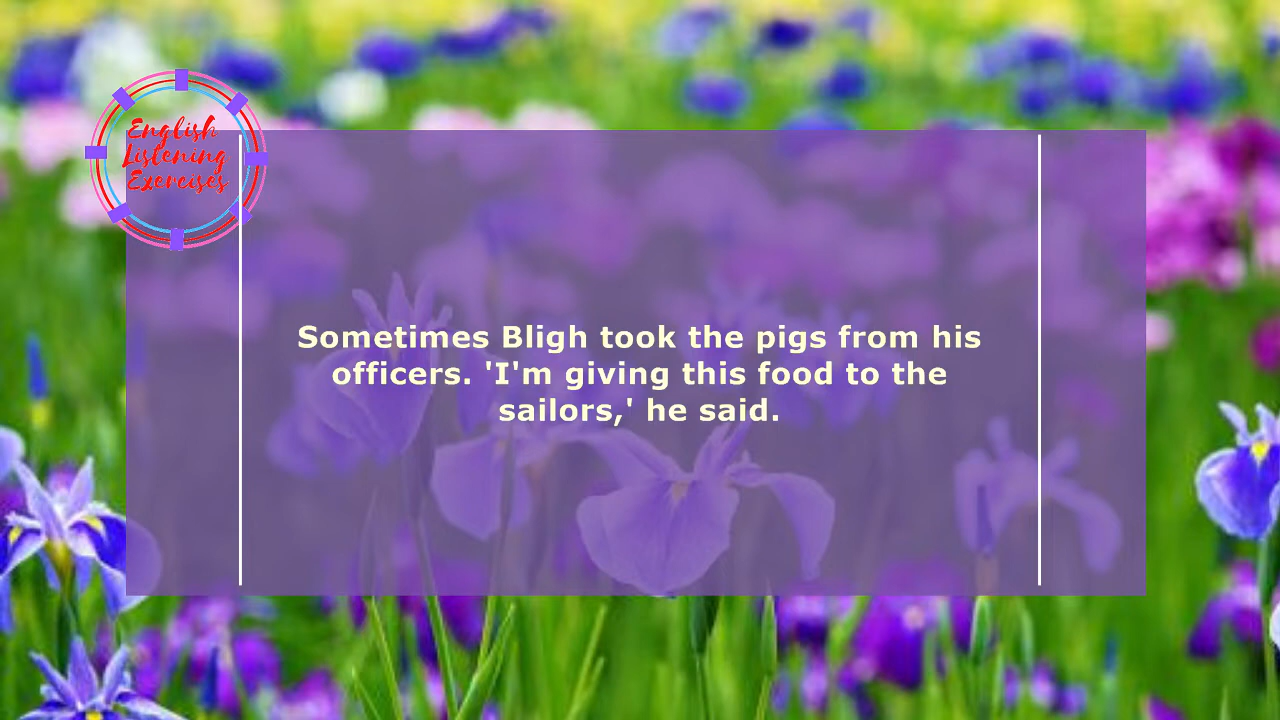 English
Listening
Exercises
Sometimes Bligh took the pigs from his
officers. 'I'm giving this food to the
sailors,' he said.